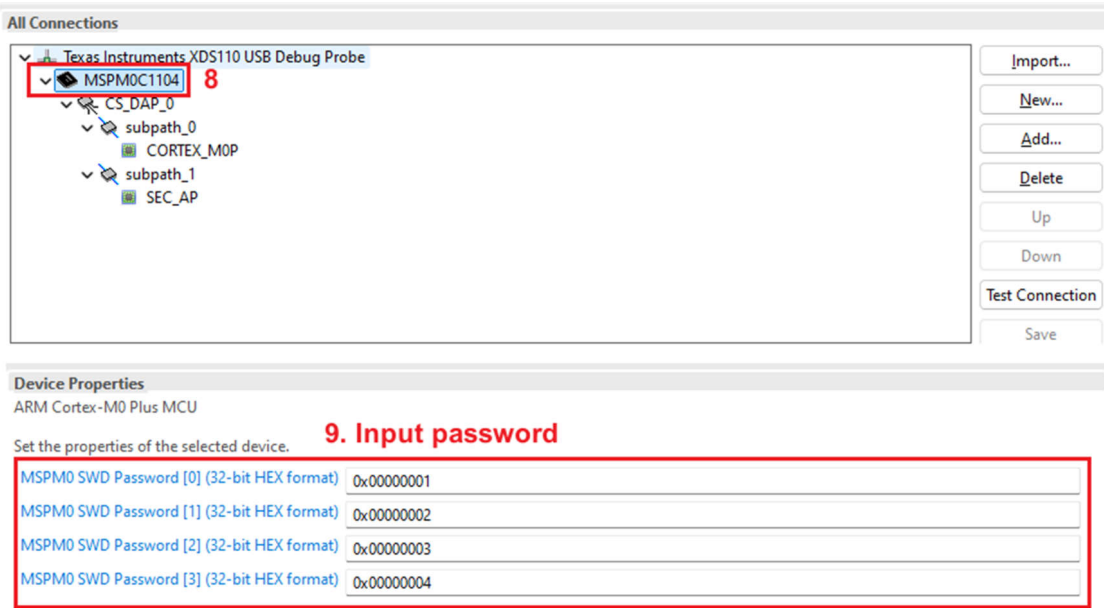 All Connections
Texas Instruments XDS110 USB Debug Probe
MSPM0C1104
8
CS_DAP_0
subpath_0
CORTEX_M0P
subpath_1
SEC_AP
Import...
New...
Add...
Delete
Up
Down
Test Connection
Save
Device Properties
ARM Cortex-M0 Plus MCU
Set the properties of the selected device.
9. Input password
MSPM0 SWD Password [0] (32-bit HEX format) 0x00000001
MSPM0 SWD Password [1] (32-bit HEX format) 0x00000002
MSPM0 SWD Password [2] (32-bit HEX format) 0x00000003
MSPM0 SWD Password [3] (32-bit HEX format) 0x00000004